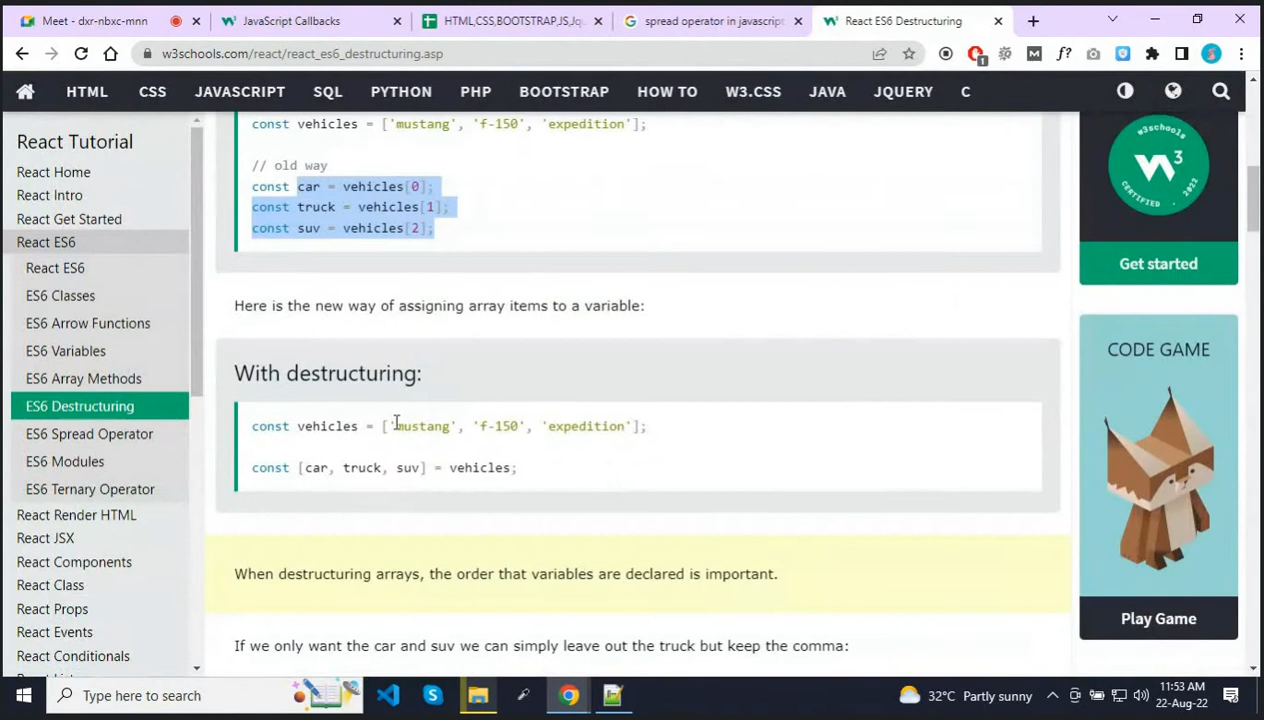 Meet - dxr-nbxc-mnn
JavaScript Callbacks
HTML,CSS,BOOTSTRAP,JS,Jqu
spread operator in javascript
React ES6 Destructuring
w3schools.com/react/react_es6_destructuring.asp
1
M
f?
HTML
CSS
JAVASCRIPT
SQL
PYTHON
PHP
BOOTSTRAP
HOW TO
W3.CSS
JAVA
JQUERY
C
React Tutorial
React Home
React Intro
React Get Started
React ES6
React ES6
ES6 Classes
ES6 Arrow Functions
ES6 Variables
ES6 Array Methods
ES6 Destructuring
ES6 Spread Operator
ES6 Modules
ES6 Ternary Operator
React Render HTML
React JSX
React Components
React Class
React Props
React Events
React Conditionals
const vehicles = ['mustang', 'f-150', 'expedition'];
// old way
const car = vehicles[0];
const truck = vehicles[1];
const suv = vehicles[2];
Here is the new way of assigning array items to a variable:
With destructuring:
const vehicles = ['mustang', 'f-150', 'expedition'];
const [car, truck, suv] = vehicles;
When destructuring arrays, the order that variables are declared is important.
If we only want the car and suv we can simply leave out the truck but keep the comma:
w3schools
3
CERTIFIED . 2022
Get started
CODE GAME
Play Game
Type here to search
32°C Partly sunny
11:53 AM
22-Aug-22